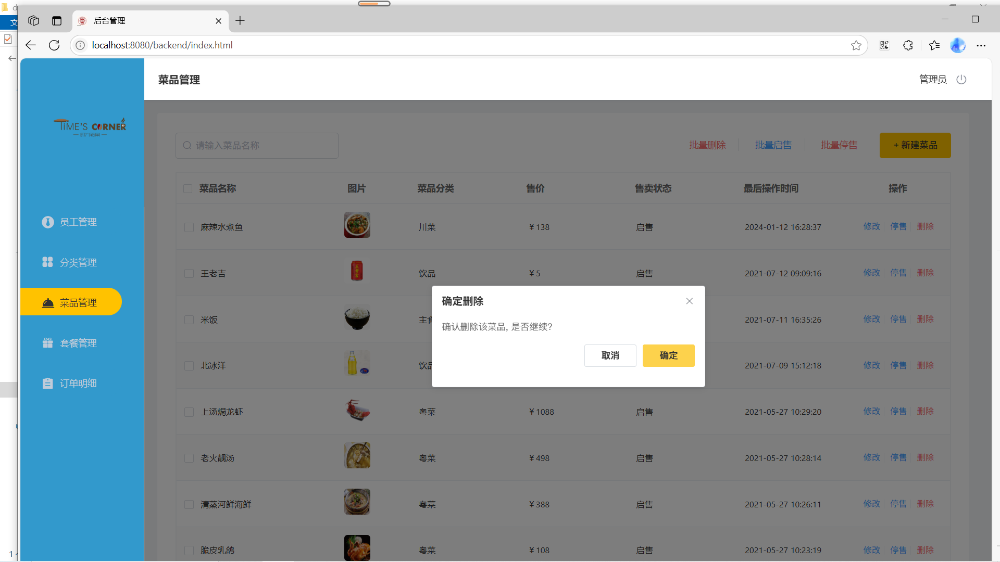 后台管理
localhost:8080/backend/index.html
TIME'S CORNER
菜品管理
管理员
请输入菜品名称
批量删除
批量启售
批量停售
+ 新建菜品
员工管理
分类管理
菜品管理
套餐管理
订单明细
菜品名称 图片 菜品分类 售价 售卖状态 最后操作时间 操作
麻辣水煮鱼 川菜 ¥ 138 启售 2024-01-12 16:28:37 修改 停售 删除
王老吉 饮品 ¥ 5 启售 2021-07-12 09:09:16 修改 停售 删除
米饭 主食 2021-07-11 16:35:26 修改 停售 删除
北冰洋 饮品 2021-07-09 15:12:18 修改 停售 删除
上汤焗龙虾 粤菜 ¥ 1088 启售 2021-05-27 10:29:20 修改 停售 删除
老火靓汤 粤菜 ¥ 498 启售 2021-05-27 10:28:14 修改 停售 删除
清蒸河鲜海鲜 粤菜 ¥ 388 启售 2021-05-27 10:26:11 修改 停售 删除
脆皮乳鸽 粤菜 ¥ 108 启售 2021-05-27 10:23:19 修改 停售 删除
确定删除
确认删除该菜品, 是否继续?
取消
确定